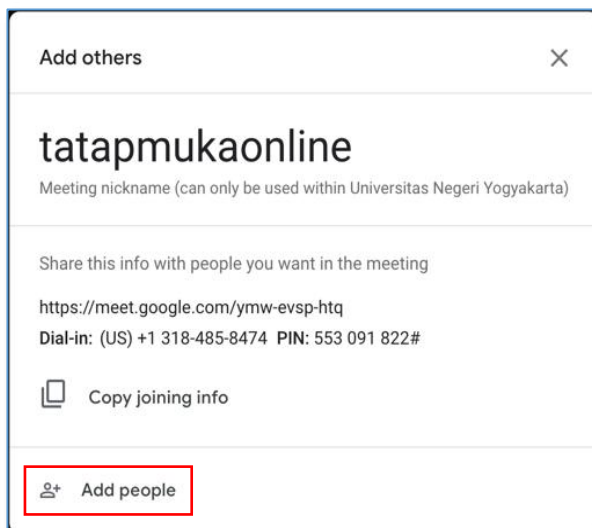 Add others
tatapmukaonline
Meeting nickname (can only be used within Universitas Negeri Yogyakarta)
Share this info with people you want in the meeting
https://meet.google.com/ymw-evsp-htq
Dial-in: (US) +1 318-485-8474 PIN: 553 091 822#
Copy joining info
Add people